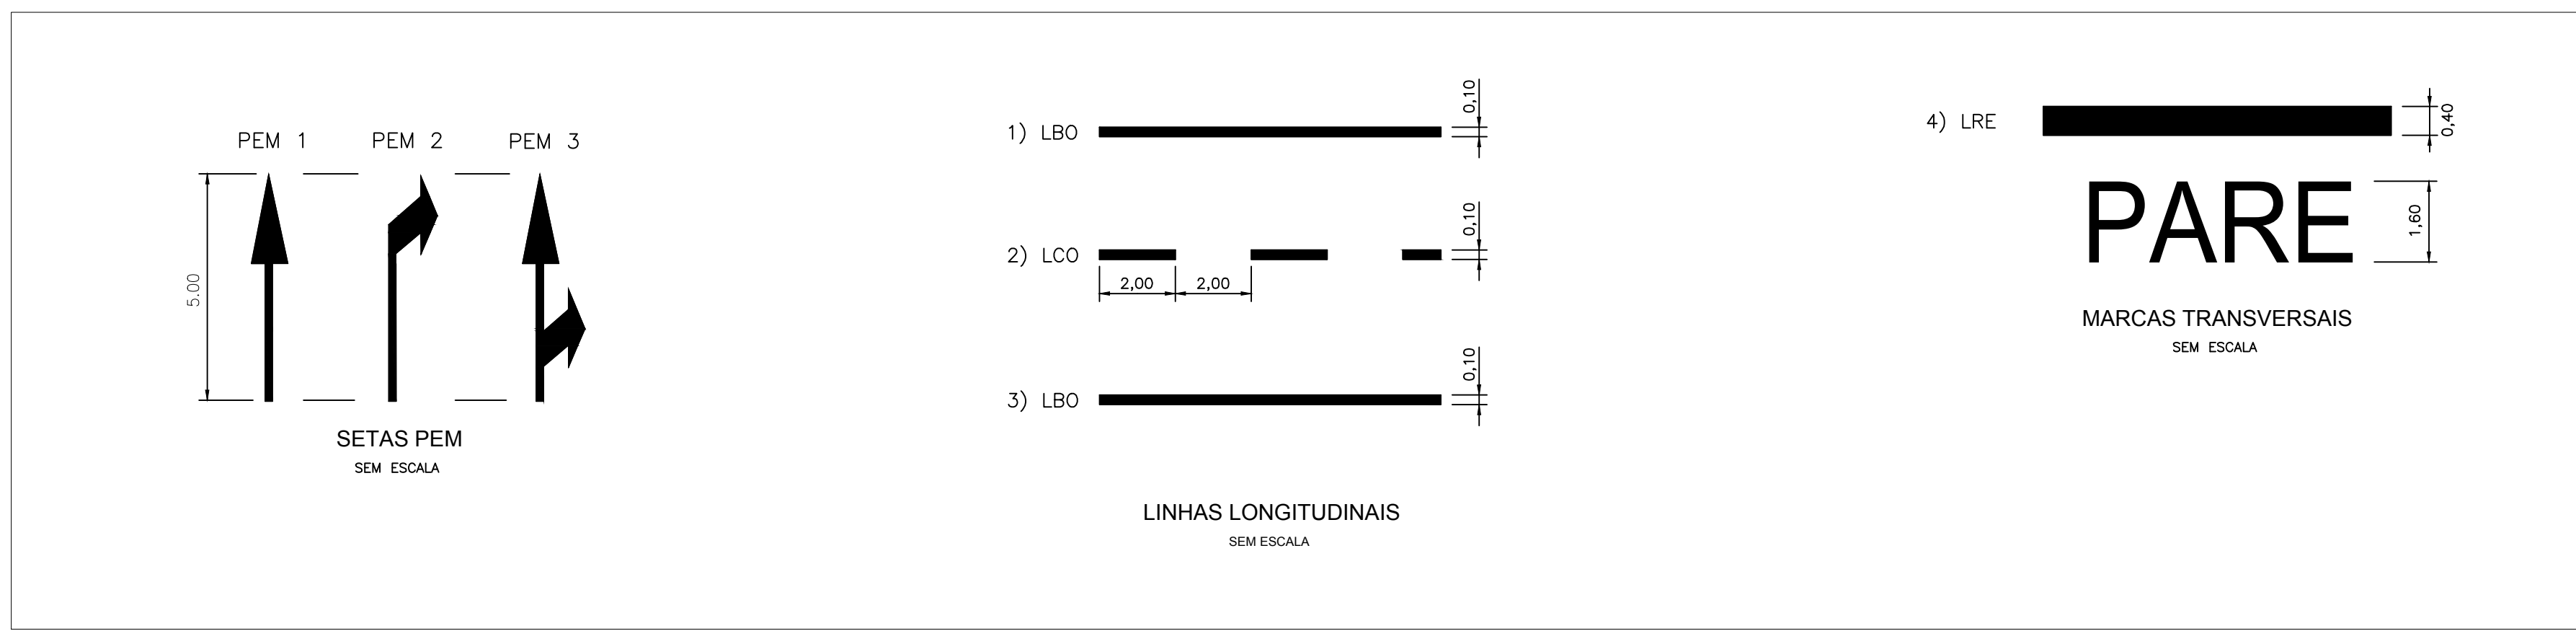 PEM 1 PEM 2 PEM 3
5.00
SETAS PEM
SEM ESCALA
1) LBO
0,10
2) LCO
0,10
2,00 2,00
3) LBO
0,10
LINHAS LONGITUDINAIS
SEM ESCALA
4) LRE
0,40
PARE
1,60
MARCAS TRANSVERSAIS
SEM ESCALA